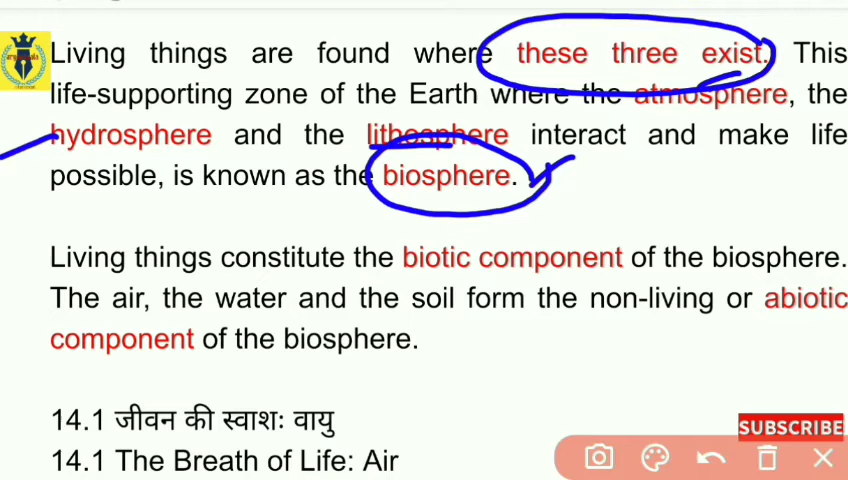 Living things are found where these three exist. This
life-supporting zone of the Earth where the atmosphere, the
hydrosphere and the lithosphere interact and make life
possible, is known as the biosphere.
Living things constitute the biotic component of the biosphere.
The air, the water and the soil form the non-living or abiotic
component of the biosphere.
14.1 जीवन की स्वाशः वायु
SUBSCRIBE
14.1 The Breath of Life: Air